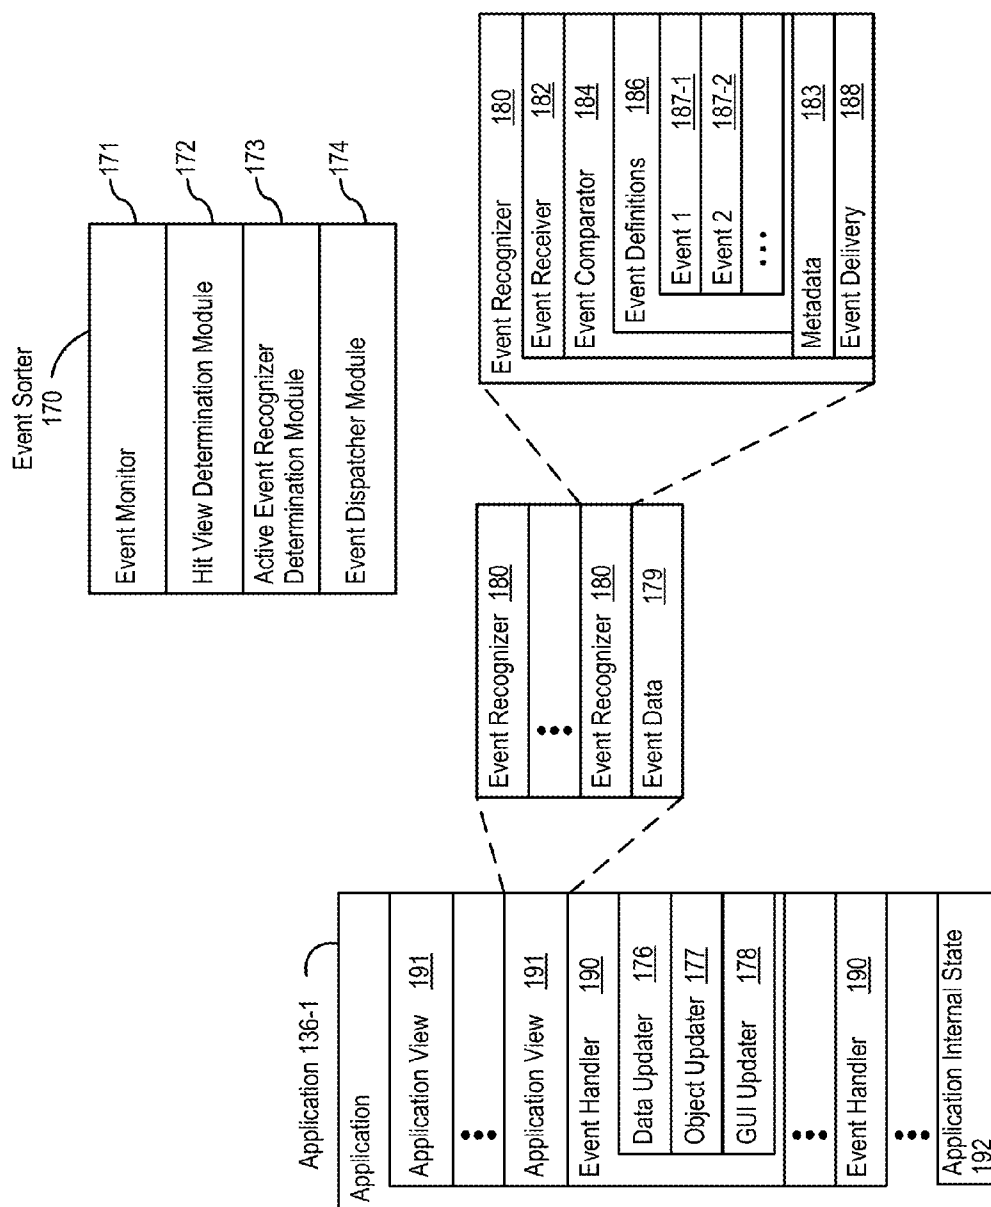 Event Sorter
170
Event Monitor
171
Hit View Determination Module
172
Active Event Recognizer
Determination Module
173
Event Dispatcher Module
174
Application 136-1
Application
Application View 191
•••
Application View 191
Event Handler 190
Data Updater 176
Object Updater 177
GUI Updater 178
•••
Event Handler 190
•••
Application Internal State
192
Event Recognizer 180
•••
Event Recognizer 180
Event Data 179
Event Recognizer 180
Event Receiver 182
Event Comparator 184
Event Definitions 186
Event 1 187-1
Event 2 187-2
•••
Metadata 183
Event Delivery 188